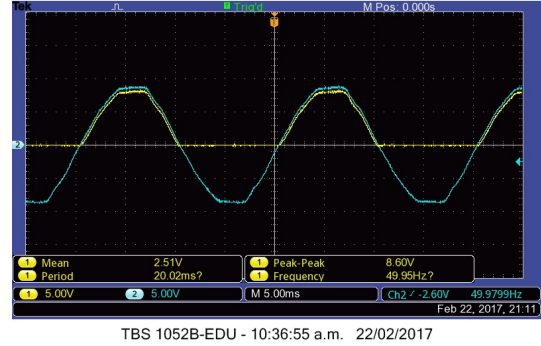 Tek Trig'd M Pos: 0.000s
T
2
1 Mean 2.51V 1 Peak-Peak 8.60V
1 Period 20.02ms? 1 Frequency 49.95Hz?
1 5.00V 2 5.00V M 5.00ms Ch2 / -2.60V 49.9799Hz
Feb 22, 2017, 21:11
TBS 1052B-EDU - 10:36:55 a.m. 22/02/2017